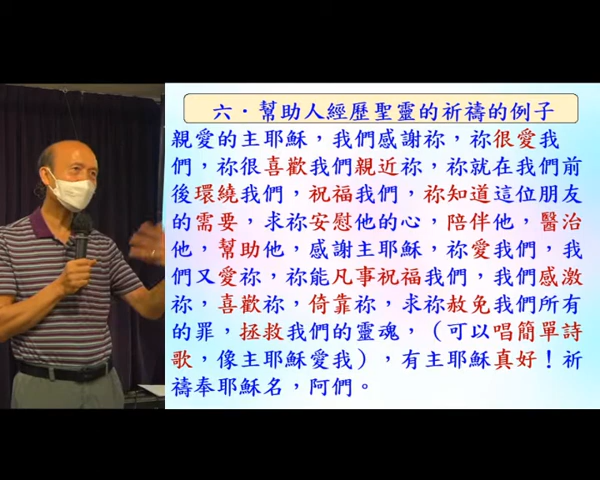 六．幫助人經歷聖靈的祈禱的例子
親愛的主耶穌，我們感謝祢，祢很愛我
們，祢很喜歡我們親近祢，祢就在我們前
後環繞我們，祝福我們，祢知道這位朋友
的需要，求祢安慰他的心，陪伴他，醫治
他，幫助他，感謝主耶穌，祢愛我們，我
們又愛祢，祢能凡事祝福我們，我們感激
祢，喜歡祢，倚靠祢，求祢赦免我們所有
的罪，拯救我們的靈魂，（可以唱簡單詩
歌，像主耶穌愛我），有主耶穌真好！祈
禱奉耶穌名，阿們。